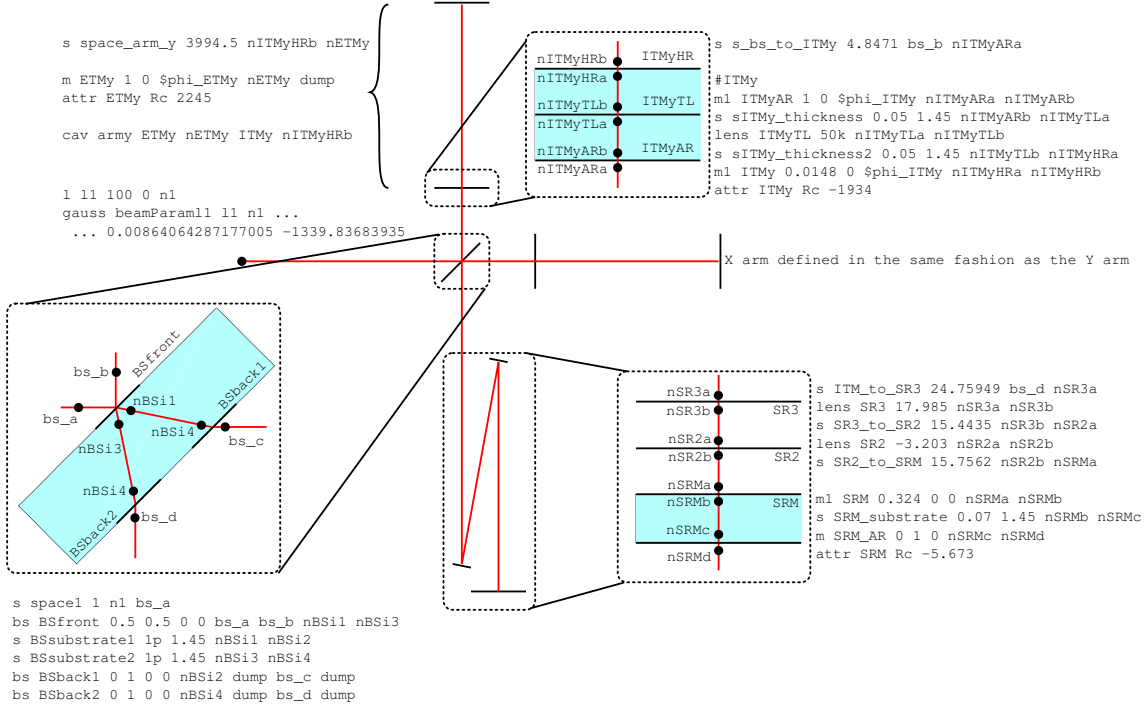 s space_arm_y 3994.5 nITMyHRb nETMy
m ETMy 1 0 $phi_ETMy nETMy dump
attr ETMy Rc 2245
cav army ETMy nETMy ITMy nITMyHRb
l l1 100 0 n1
gauss beamParaml1 l1 n1 ...
... 0.00864064287177005 -1339.83683935
nITMyHRb
ITMyHR
nITMyHRa
nITMyTLb
ITMyTL
nITMyTLa
nITMyARb
ITMyAR
nITMyARa
s s_bs_to_ITMy 4.8471 bs_b nITMyARa
#ITMy
m1 ITMyAR 1 0 $phi_ITMy nITMyARa nITMyARb
s sITMy_thickness 0.05 1.45 nITMyARb nITMyTLa
lens ITMyTL 50k nITMyTLa nITMyTLb
s sITMy_thickness2 0.05 1.45 nITMyTLb nITMyHRa
m1 ITMy 0.0148 0 $phi_ITMy nITMyHRa nITMyHRb
attr ITMy Rc -1934
X arm defined in the same fashion as the Y arm
BSfront
bs_b
BSback1
nBSi1
bs_a
nBSi4
bs_c
nBSi3
nBSi4
bs_d
BSback2
nSR3a
nSR3b
SR3
nSR2a
nSR2b
SR2
nSRMa
nSRMb
SRM
nSRMc
nSRMd
s ITM_to_SR3 24.75949 bs_d nSR3a
lens SR3 17.985 nSR3a nSR3b
s SR3_to_SR2 15.4435 nSR3b nSR2a
lens SR2 -3.203 nSR2a nSR2b
s SR2_to_SRM 15.7562 nSR2b nSRMa
m1 SRM 0.324 0 0 nSRMa nSRMb
s SRM_substrate 0.07 1.45 nSRMb nSRMc
m SRM_AR 0 1 0 nSRMc nSRMd
attr SRM Rc -5.673
s space1 1 n1 bs_a
bs BSfront 0.5 0.5 0 0 bs_a bs_b nBSi1 nBSi3
s BSsubstrate1 1p 1.45 nBSi1 nBSi2
s BSsubstrate2 1p 1.45 nBSi3 nBSi4
bs BSback1 0 1 0 0 nBSi2 dump bs_c dump
bs BSback2 0 1 0 0 nBSi4 dump bs_d dump